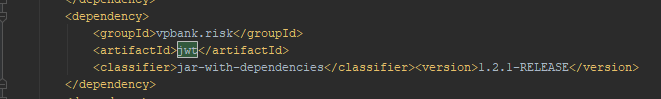 </dependency>
<dependency>
<groupId>vpbank.risk</groupId>
<artifactId>jwt</artifactId>
<classifier>jar-with-dependencies</classifier><version>1.2.1-RELEASE</version>
</dependency>